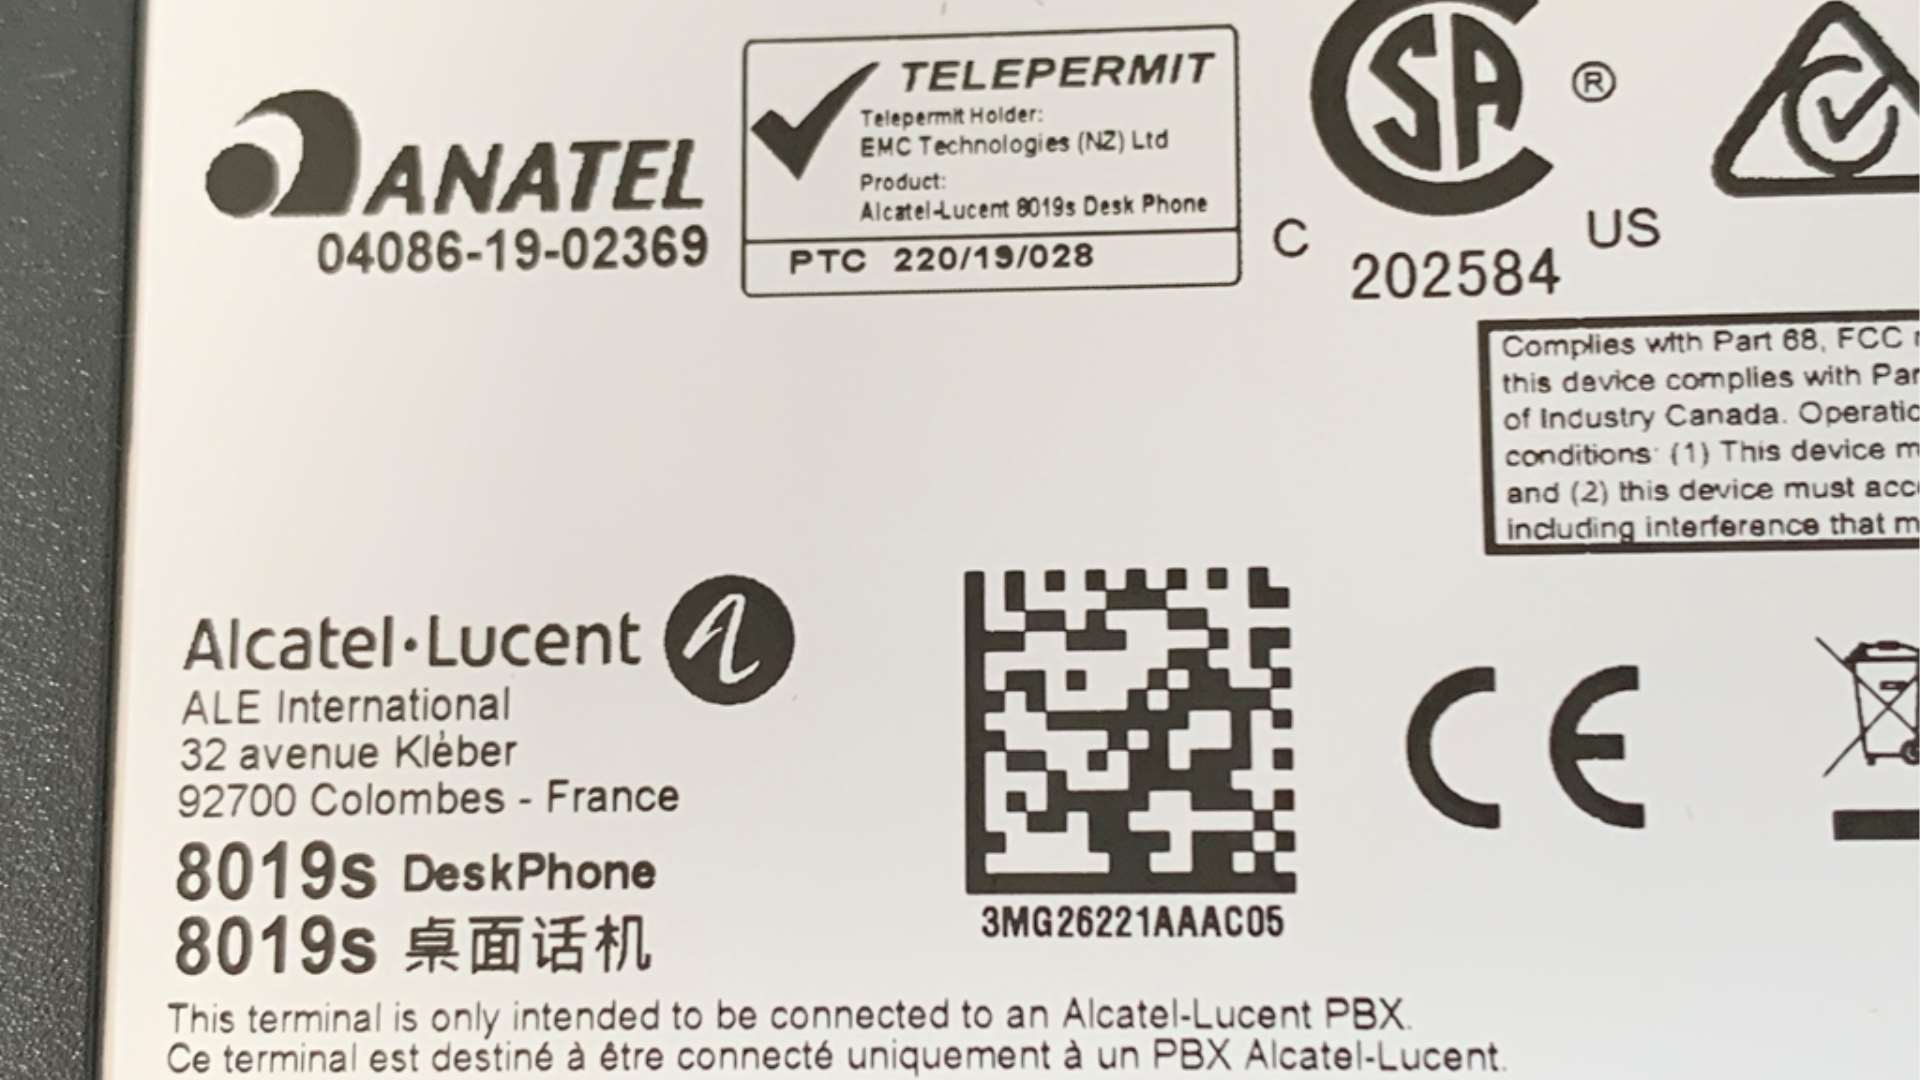 ANATEL
04086-19-02369
TELEPERMIT
Telepermit Holder:
EMC Technologies (NZ) Ltd
Product:
Alcatel-Lucent 8019s Desk Phone
PTC 220/19/028
CSA ®
C US
202584
Complies with Part 68, FCC
this device complies with Par
of Industry Canada. Operatio
conditions: (1) This device m
and (2) this device must acc
including interference that m
Alcatel·Lucent
ALE International
32 avenue Kléber
92700 Colombes - France
8019s DeskPhone
8019s 桌面话机
3MG26221AAAC05
CE
This terminal is only intended to be connected to an Alcatel-Lucent PBX.
Ce terminal est destiné à être connecté uniquement à un PBX Alcatel-Lucent.